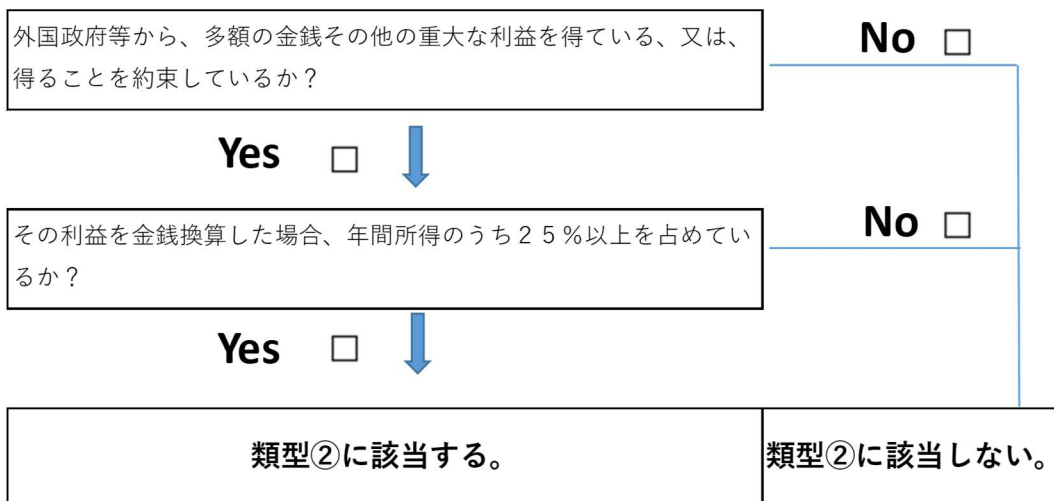 外国政府等から、多額の金銭その他の重大な利益を得ている、又は、
得ることを約束しているか？
No □
Yes □
その利益を金銭換算した場合、年間所得のうち２５％以上を占めてい
るか？
No □
Yes □
類型②に該当する。
類型②に該当しない。